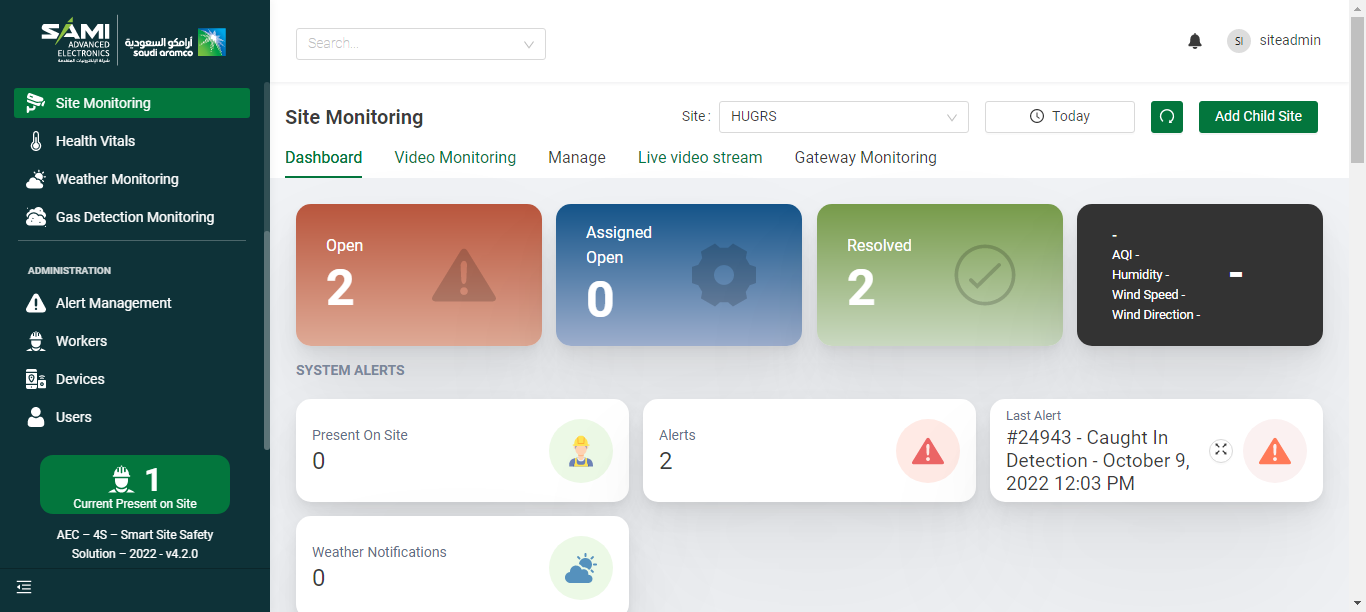 SAMI
ADVANCED
ELECTRONICS
أرامكو السعودية
saudi aramco
Site Monitoring
Health Vitals
Weather Monitoring
Gas Detection Monitoring
ADMINISTRATION
Alert Management
Workers
Devices
Users
1
Current Present on Site
AEC – 4S – Smart Site Safety
Solution – 2022 - v4.2.0
Search...
SI siteadmin
Site Monitoring
Site : HUGRS
Today
Add Child Site
Dashboard Video Monitoring Manage Live video stream Gateway Monitoring
Open
2
Assigned
Open
0
Resolved
2
-
AQI -
Humidity -
Wind Speed -
Wind Direction -
SYSTEM ALERTS
Present On Site
0
Alerts
2
Last Alert
#24943 - Caught In
Detection - October 9,
2022 12:03 PM
Weather Notifications
0